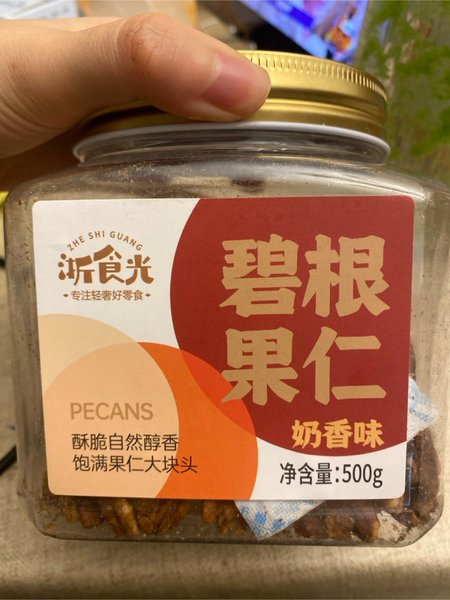 ZHE SHI GUANG
浙食光
·专注轻奢好零食·
碧根
果仁
奶香味
PECANS
酥脆自然醇香
饱满果仁大块头
净含量:500g